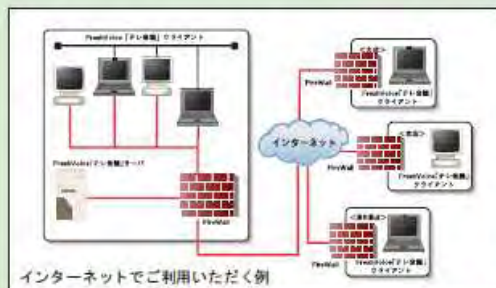 FreshVoice「テレ会議」クライアント
FreshVoice「テレ会議」サーバ
FireWall
インターネット
FireWall
FreshVoice「テレ会議」
クライアント
FireWall
FreshVoice「テレ会議」
クライアント
FireWall
FreshVoice「テレ会議」
クライアント
インターネットでご利用いただく例